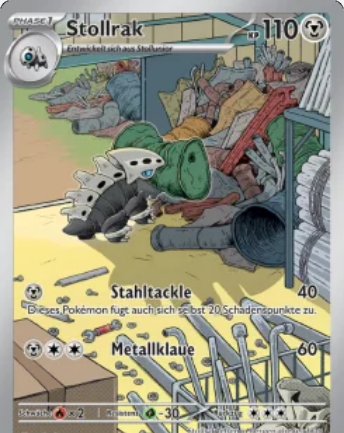 PHASE 1
Stollrak
KP 110
Entwickelt sich aus Stollunior
Stahltackle 40
Dieses Pokémon fügt auch sich selbst 20 Schadenspunkte zu.
Metallklaue 60
Schwäche ×2 Resistenz -30